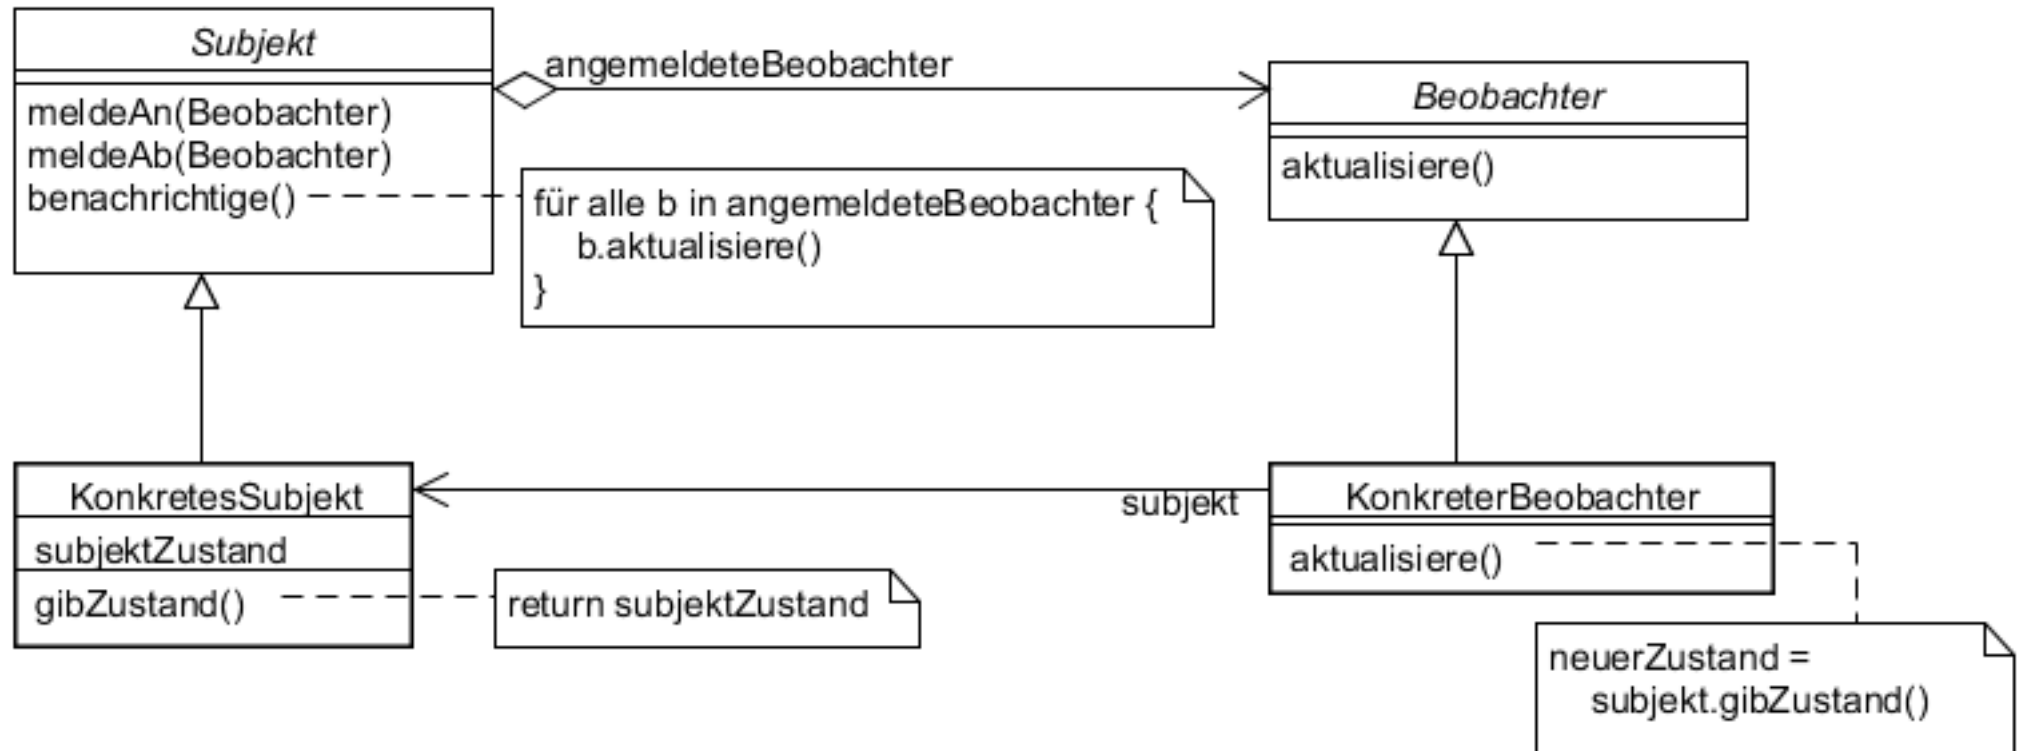 Subjekt
meldeAn(Beobachter)
meldeAb(Beobachter)
benachrichtige()
angemeldeteBeobachter
für alle b in angemeldeteBeobachter {
b.aktualisiere()
}
Beobachter
aktualisiere()
KonkretesSubjekt
subjektZustand
gibZustand()
return subjektZustand
subjekt
KonkreterBeobachter
aktualisiere()
neuerZustand =
subjekt.gibZustand()